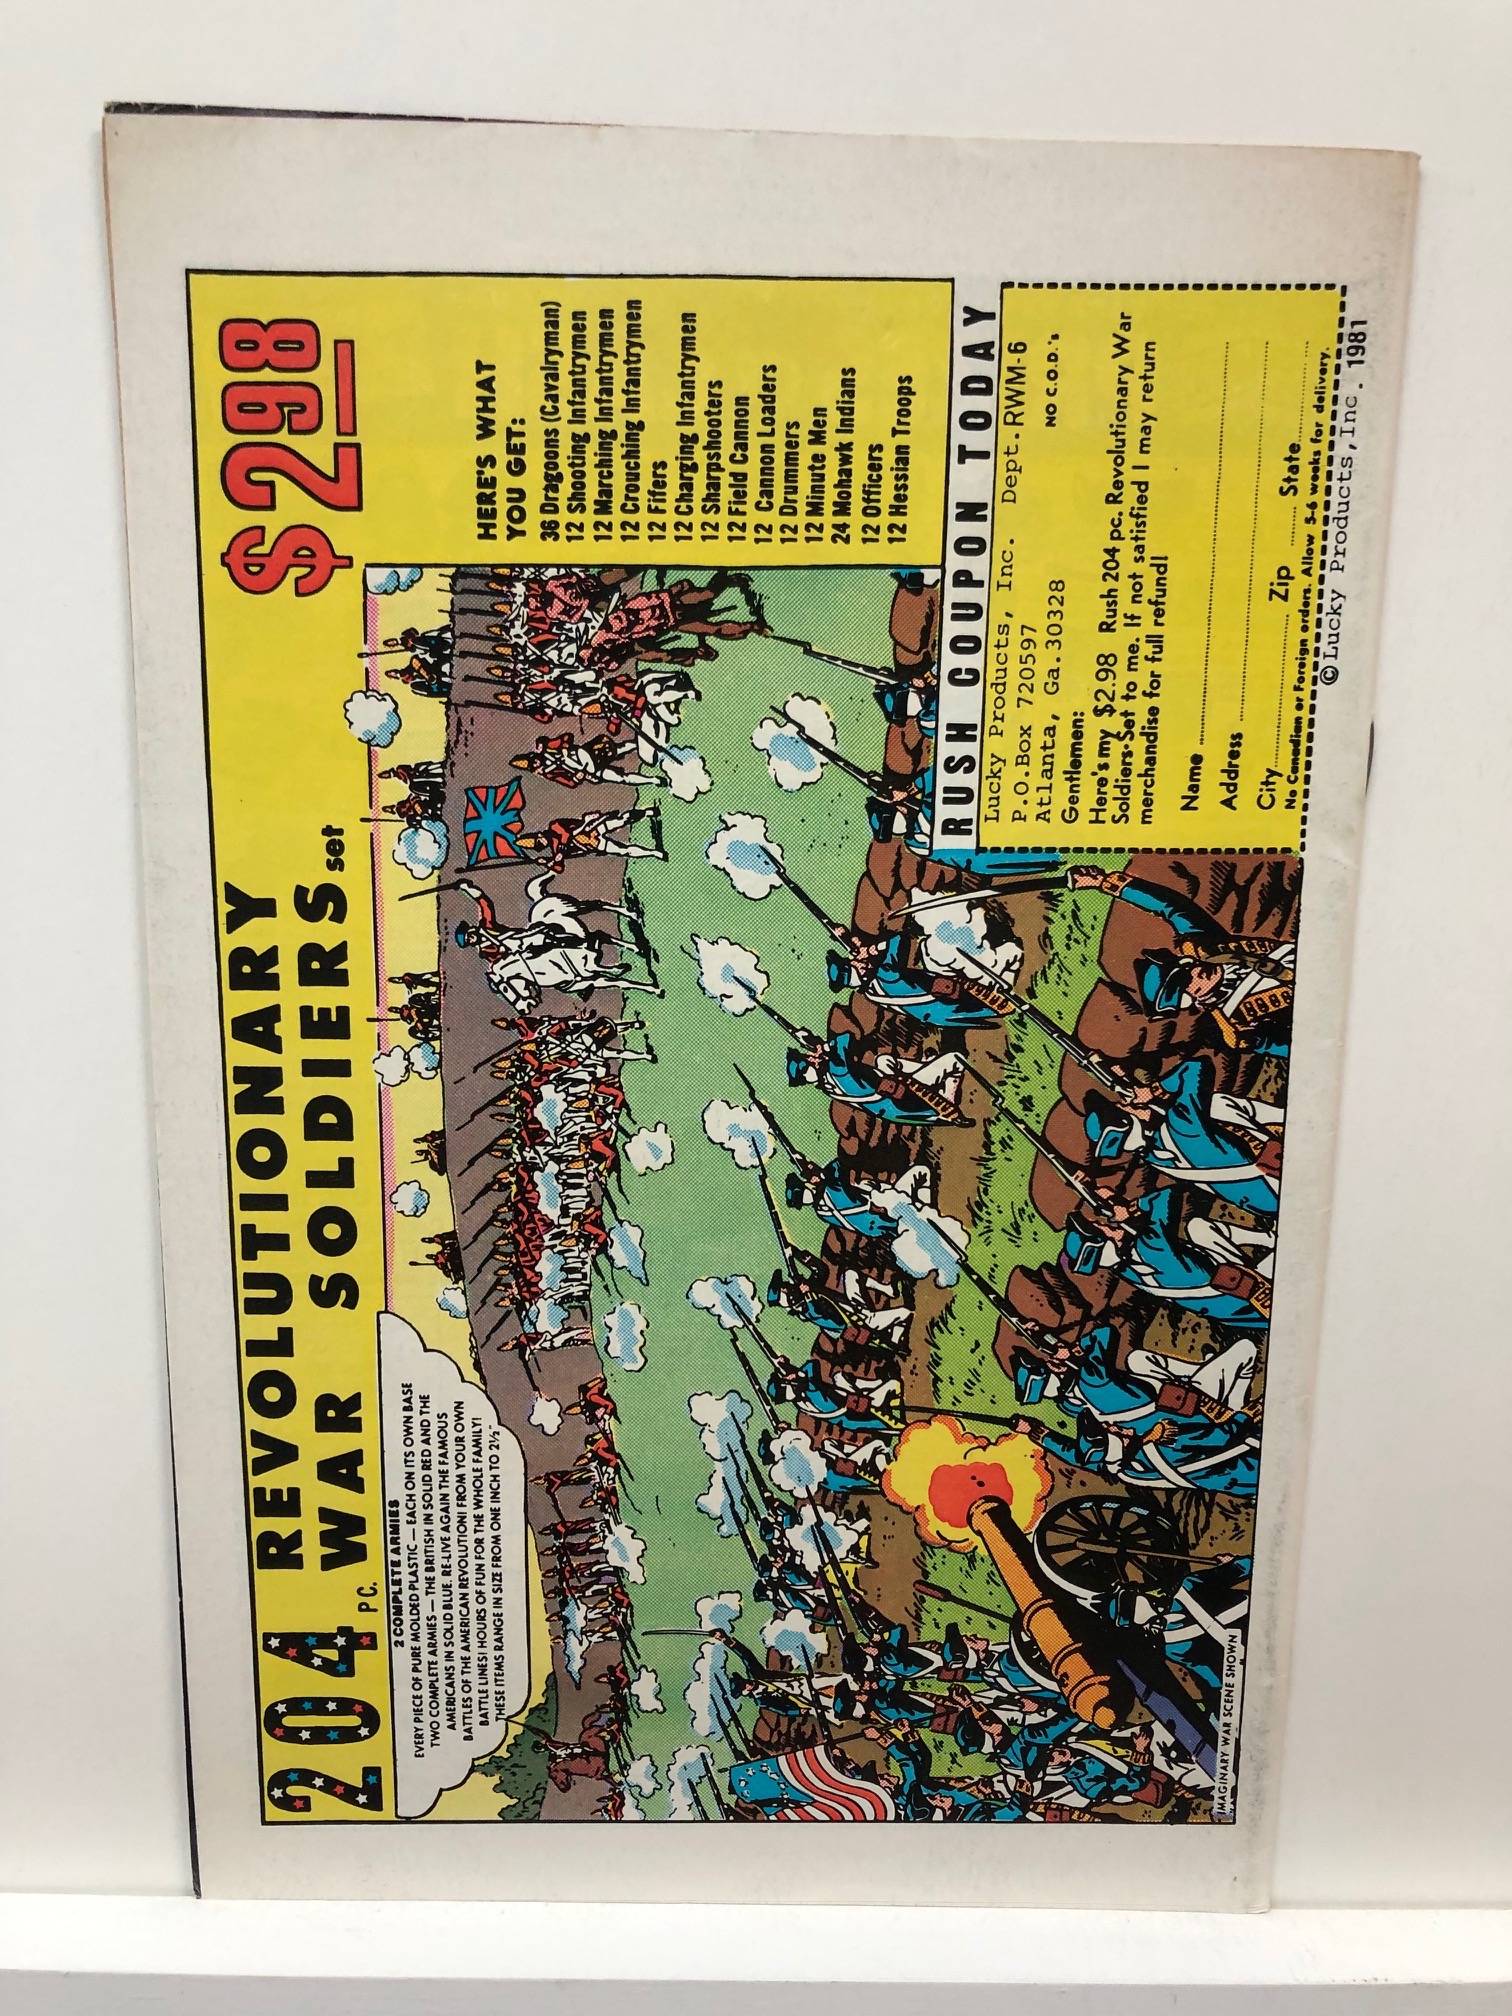 204 PC. REVOLUTIONARY
WAR SOLDIERS set
$2.98
2 COMPLETE ARMIES
EVERY PIECE OF PURE MOLDED PLASTIC — EACH ON ITS OWN BASE
TWO COMPLETE ARMIES — THE BRITISH IN SOLID RED AND THE
AMERICANS IN SOLID BLUE. RE-LIVE AGAIN THE FAMOUS
BATTLES OF THE AMERICAN REVOLUTION! FROM YOUR OWN
BATTLE LINES! HOURS OF FUN FOR THE WHOLE FAMILY!
THESE ITEMS RANGE IN SIZE FROM ONE INCH TO 2½"
HERE'S WHAT
YOU GET:
36 Dragoons (Cavalryman)
12 Shooting Infantrymen
12 Marching Infantrymen
12 Crouching Infantrymen
12 Fifers
12 Charging Infantrymen
12 Sharpshooters
12 Field Cannon
12 Cannon Loaders
12 Drummers
12 Minute Men
24 Mohawk Indians
12 Officers
12 Hessian Troops
RUSH COUPON TODAY
Lucky Products, Inc. Dept.RWM-6
P.O.Box 720597
Atlanta, Ga.30328 NO C.O.D.'s
Gentlemen:
Here's my $2.98 Rush 204 pc. Revolutionary War
Soldiers Set to me. If not satisfied I may return
merchandise for full refund!
Name
Address
City Zip State
No Canadian or Foreign orders. Allow 5-6 weeks for delivery.
©Lucky Products,Inc. 1981
IMAGINARY WAR SCENE SHOWN